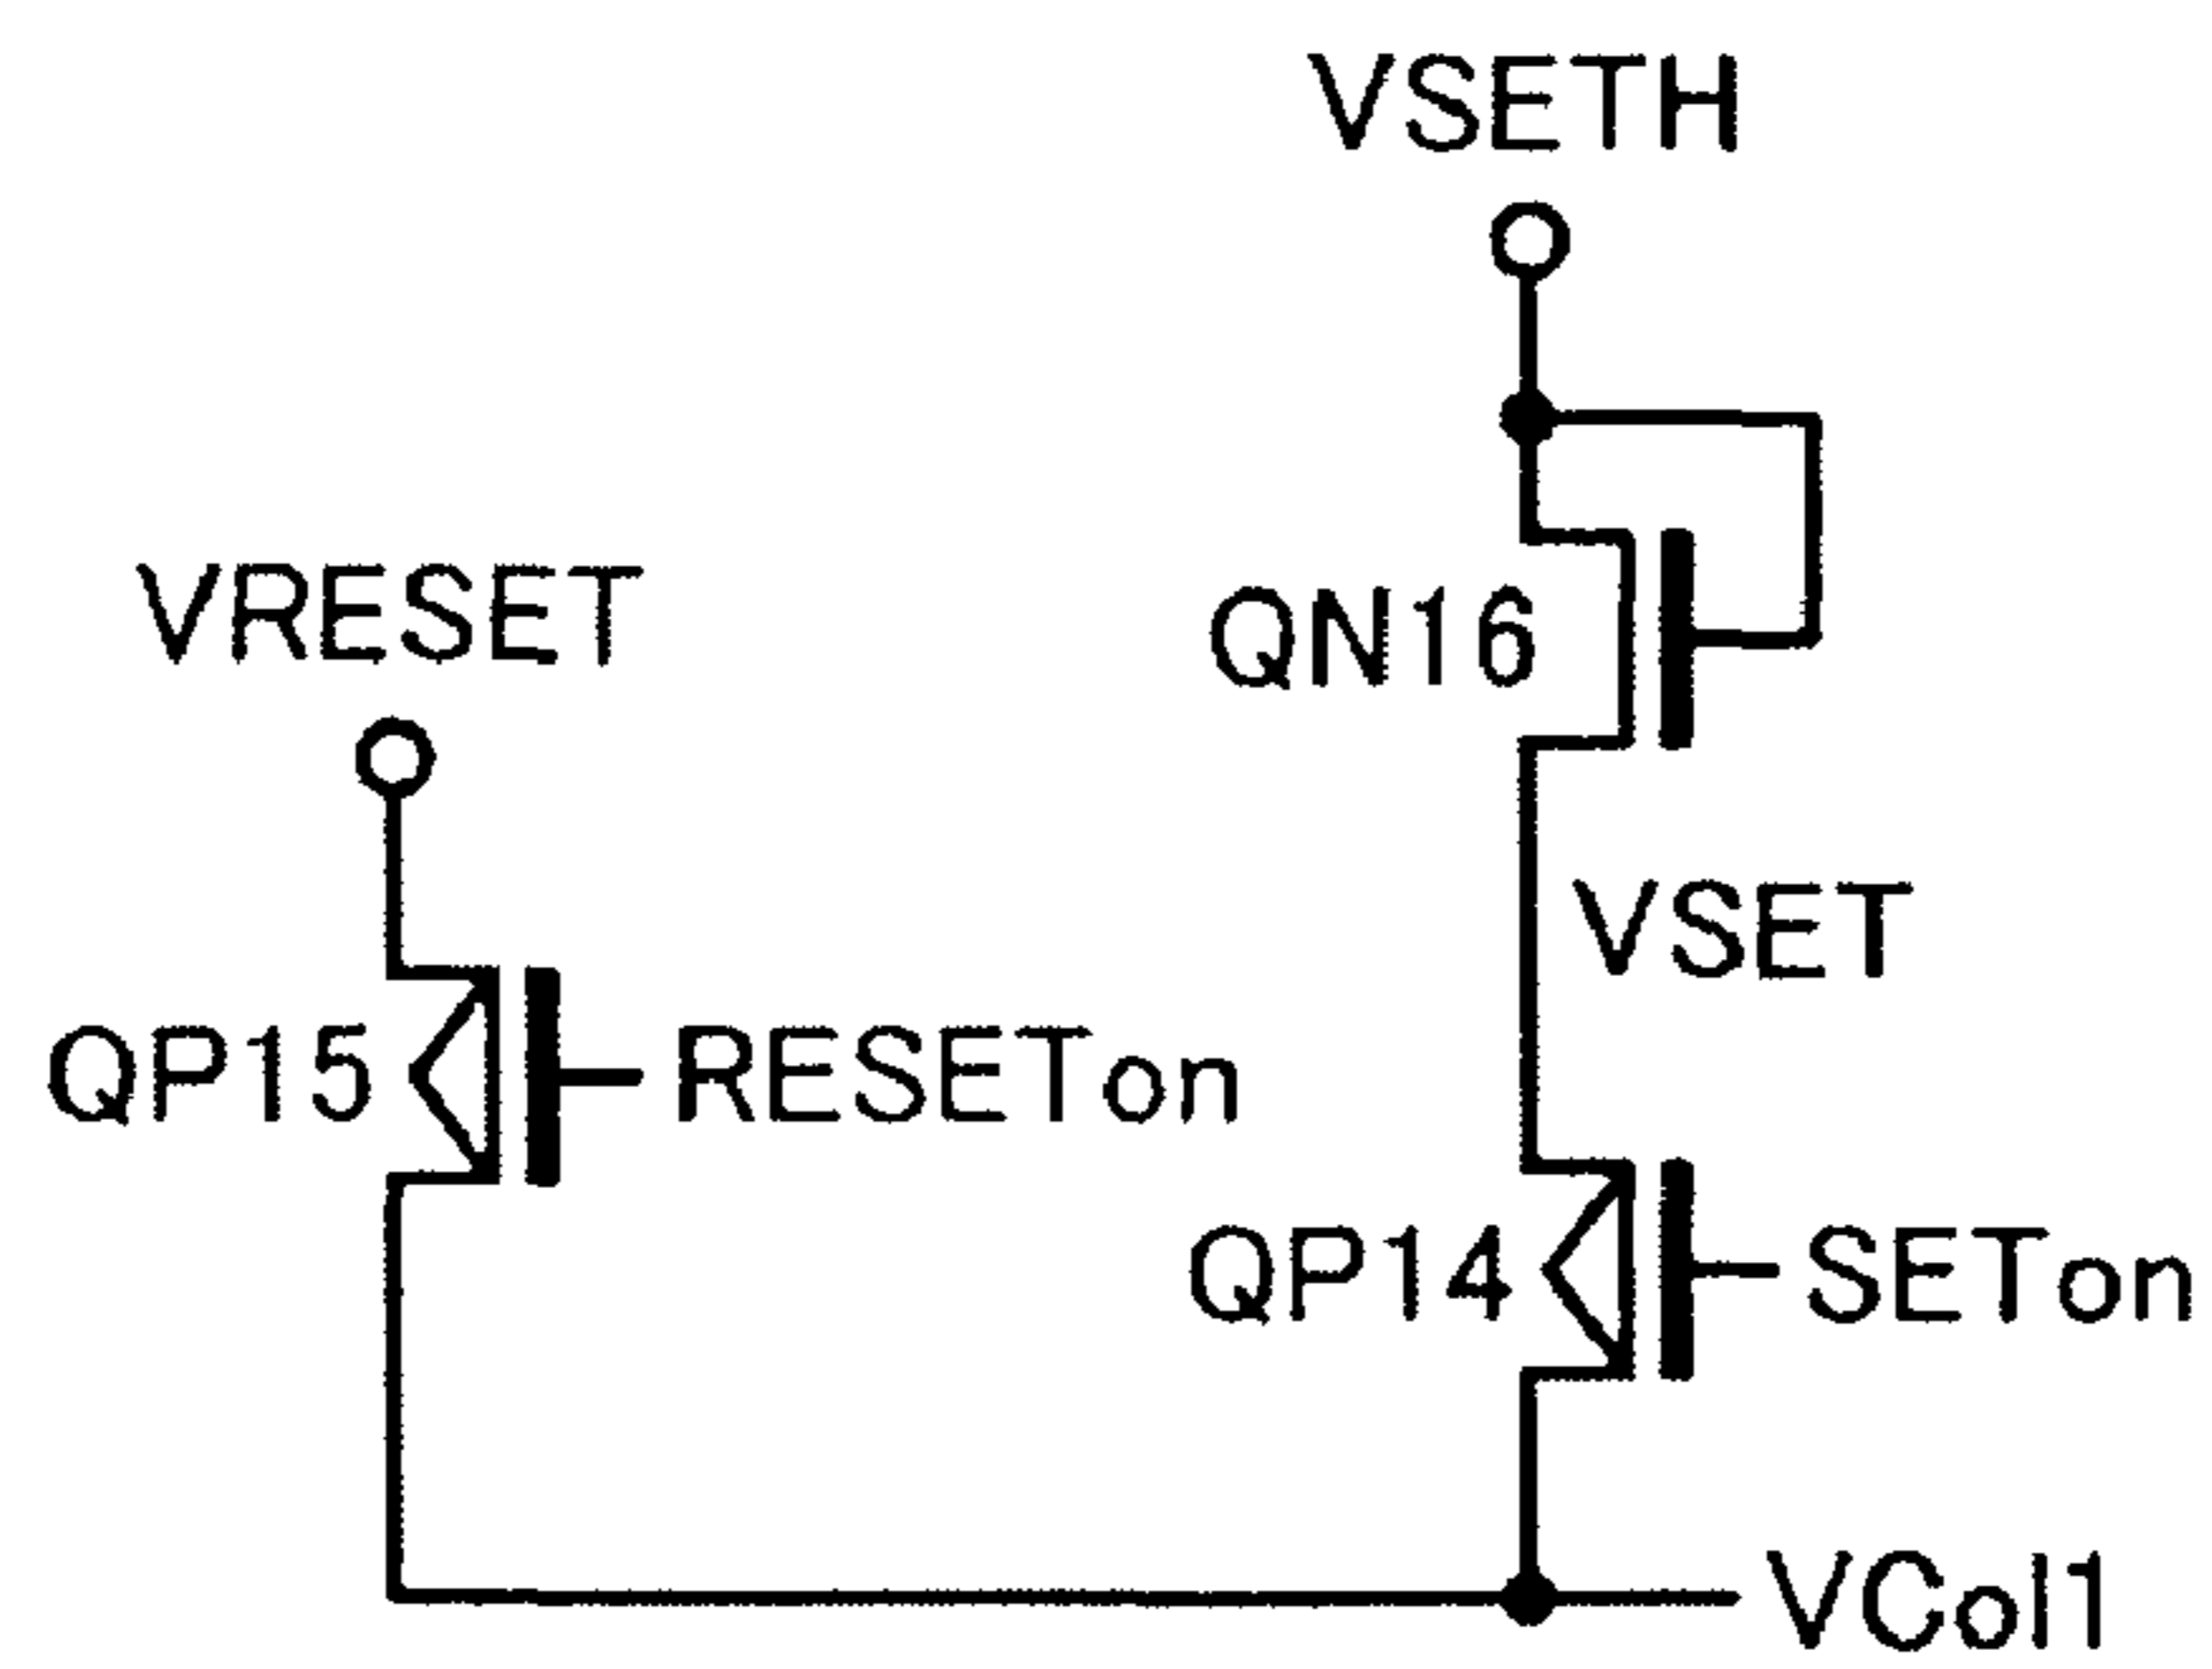 VSETH
VRESET
QN16
VSET
QP15
RESETon
QP14
SETon
VCol1